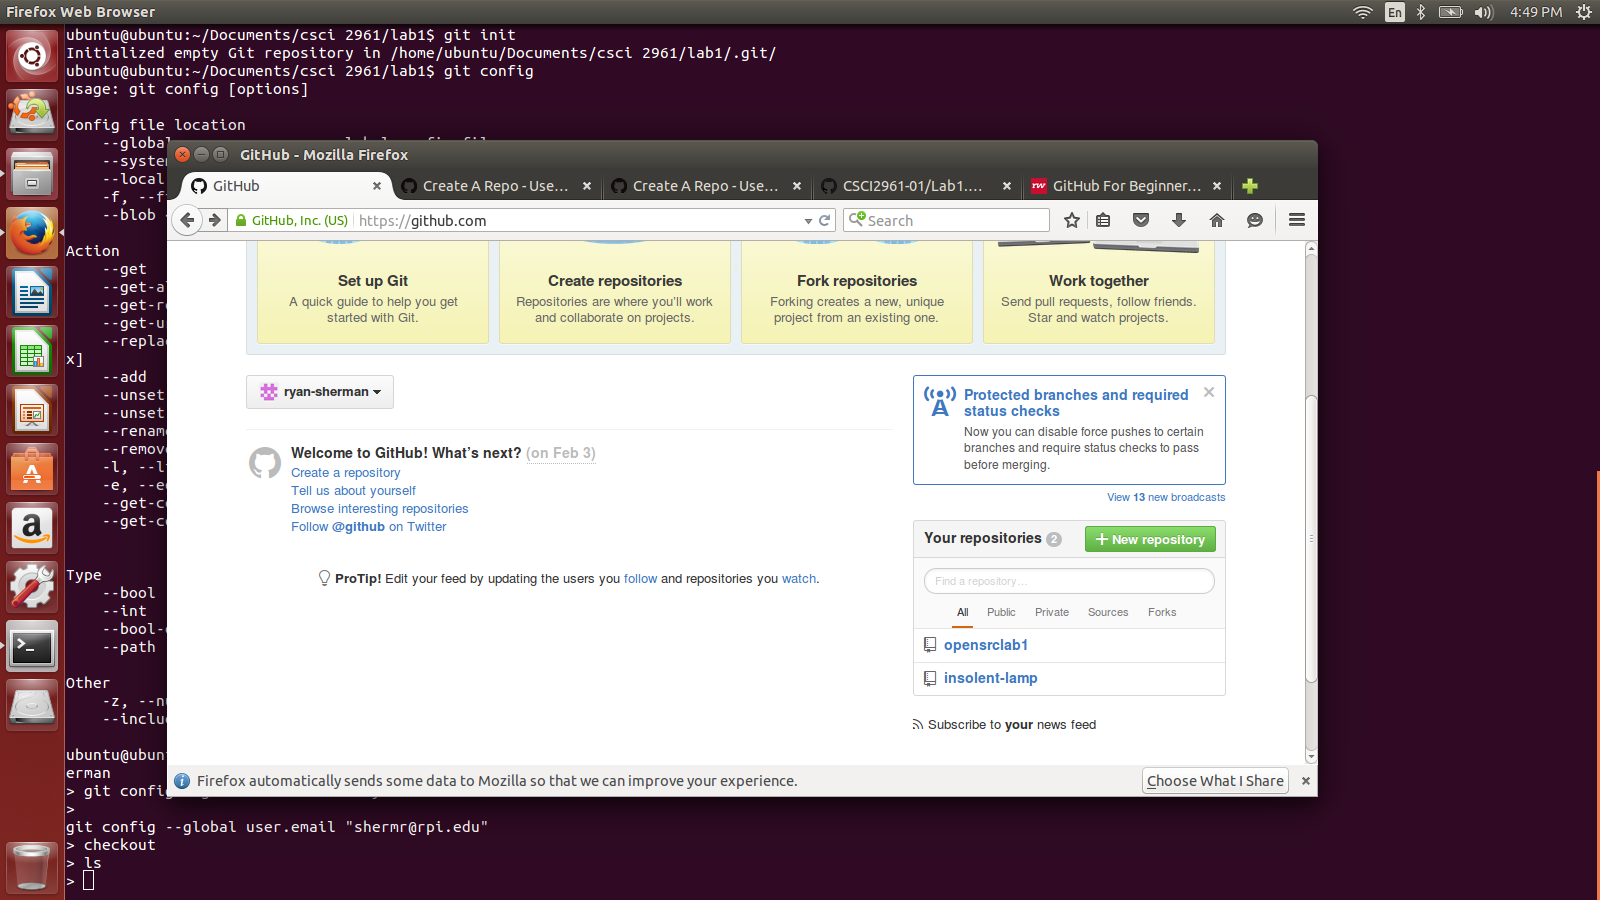 Firefox Web Browser
En
4:49 PM
ubuntu@ubuntu:~/Documents/csci 2961/lab1$ git init
Initialized empty Git repository in /home/ubuntu/Documents/csci 2961/lab1/.git/
ubuntu@ubuntu:~/Documents/csci 2961/lab1$ git config
usage: git config [options]
Config file location
--global
--system
--local
-f, --f
--blob
Action
--get
--get-a
--get-r
--get-u
--replac
x]
--add
--unset
--unset
--rename
--remove
-l, --l
-e, --e
--get-c
--get-c
Type
--bool
--int
--bool-
--path
Other
-z, --nu
--inclu
ubuntu@ubunt
erman
> git config
>
git config --global user.email "shermr@rpi.edu"
> checkout
> ls
>
GitHub - Mozilla Firefox
GitHub
Create A Repo - Use...
Create A Repo - Use...
CSCI2961-01/Lab1....
rw
GitHub For Beginner...
GitHub, Inc. (US)
https://github.com
Search
Set up Git
A quick guide to help you get
started with Git.
Create repositories
Repositories are where you'll work
and collaborate on projects.
Fork repositories
Forking creates a new, unique
project from an existing one.
Work together
Send pull requests, follow friends.
Star and watch projects.
ryan-sherman
Welcome to GitHub! What's next? (on Feb 3)
Create a repository
Tell us about yourself
Browse interesting repositories
Follow @github on Twitter
ProTip! Edit your feed by updating the users you follow and repositories you watch.
Protected branches and required
status checks
Now you can disable force pushes to certain
branches and require status checks to pass
before merging.
View 13 new broadcasts
Your repositories 2
New repository
Find a repository...
All Public Private Sources Forks
opensrclab1
insolent-lamp
Subscribe to your news feed
Firefox automatically sends some data to Mozilla so that we can improve your experience.
Choose What I Share